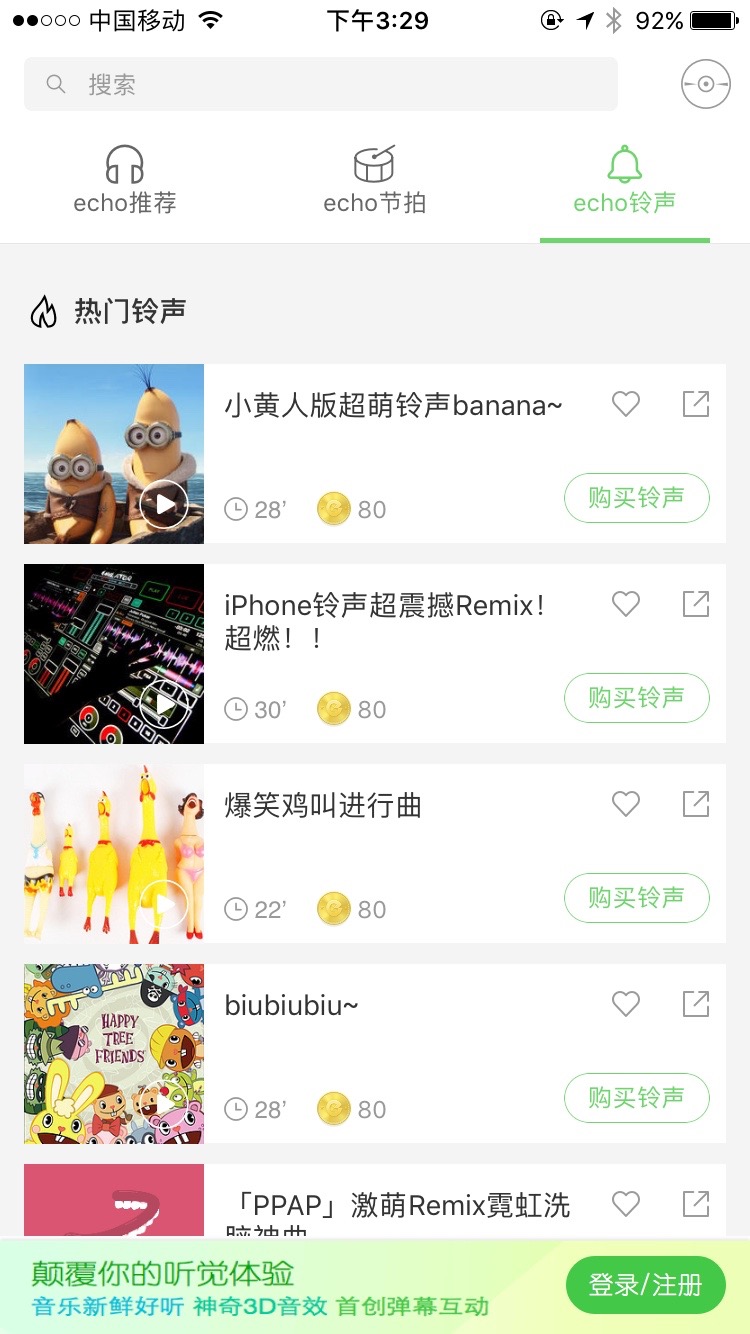 中国移动
下午3:29
92%
搜索
echo推荐
echo节拍
echo铃声
热门铃声
小黄人版超萌铃声banana~
28’
80
购买铃声
iPhone铃声超震撼Remix！
超燃！！
30’
80
购买铃声
爆笑鸡叫进行曲
22’
80
购买铃声
HAPPY
TREE
FRIENDS
biubiubiu~
28’
80
购买铃声
「PPAP」激萌Remix霓虹洗
脑神曲
颠覆你的听觉体验
音乐新鲜好听 神奇3D音效 首创弹幕互动
登录/注册